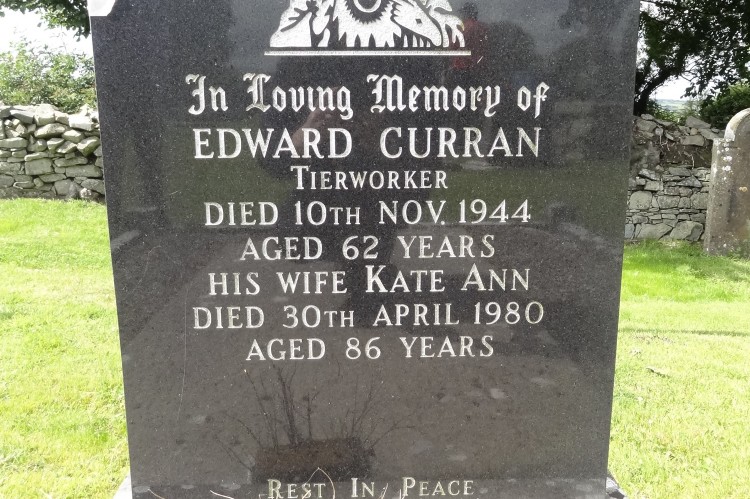 In Loving Memory of
EDWARD CURRAN
TIERWORKER
DIED 10TH NOV. 1944
AGED 62 YEARS
HIS WIFE KATE ANN
DIED 30TH APRIL 1980
AGED 86 YEARS
REST IN PEACE